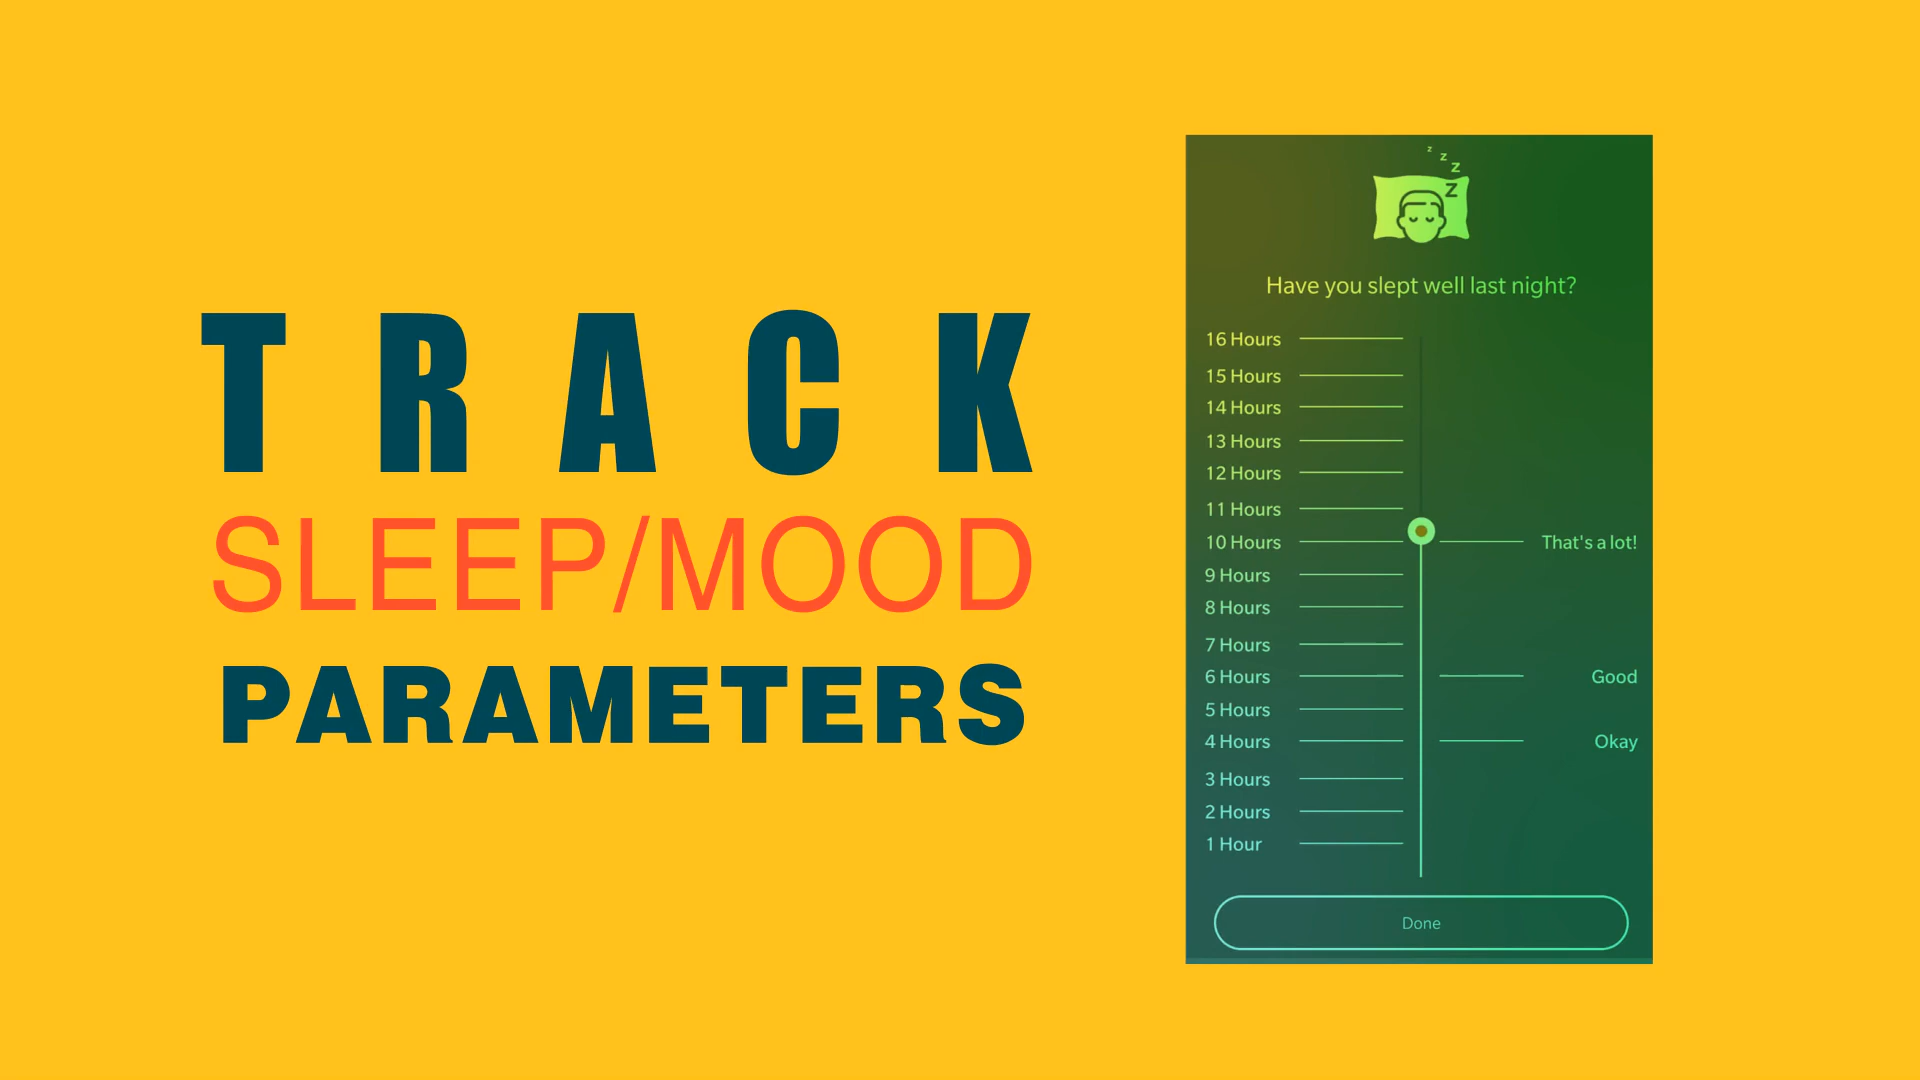 TRACK
SLEEP/MOOD
PARAMETERS
z z z z
Have you slept well last night?
16 Hours
15 Hours
14 Hours
13 Hours
12 Hours
11 Hours
10 Hours That's a lot!
9 Hours
8 Hours
7 Hours
6 Hours Good
5 Hours
4 Hours Okay
3 Hours
2 Hours
1 Hour
Done